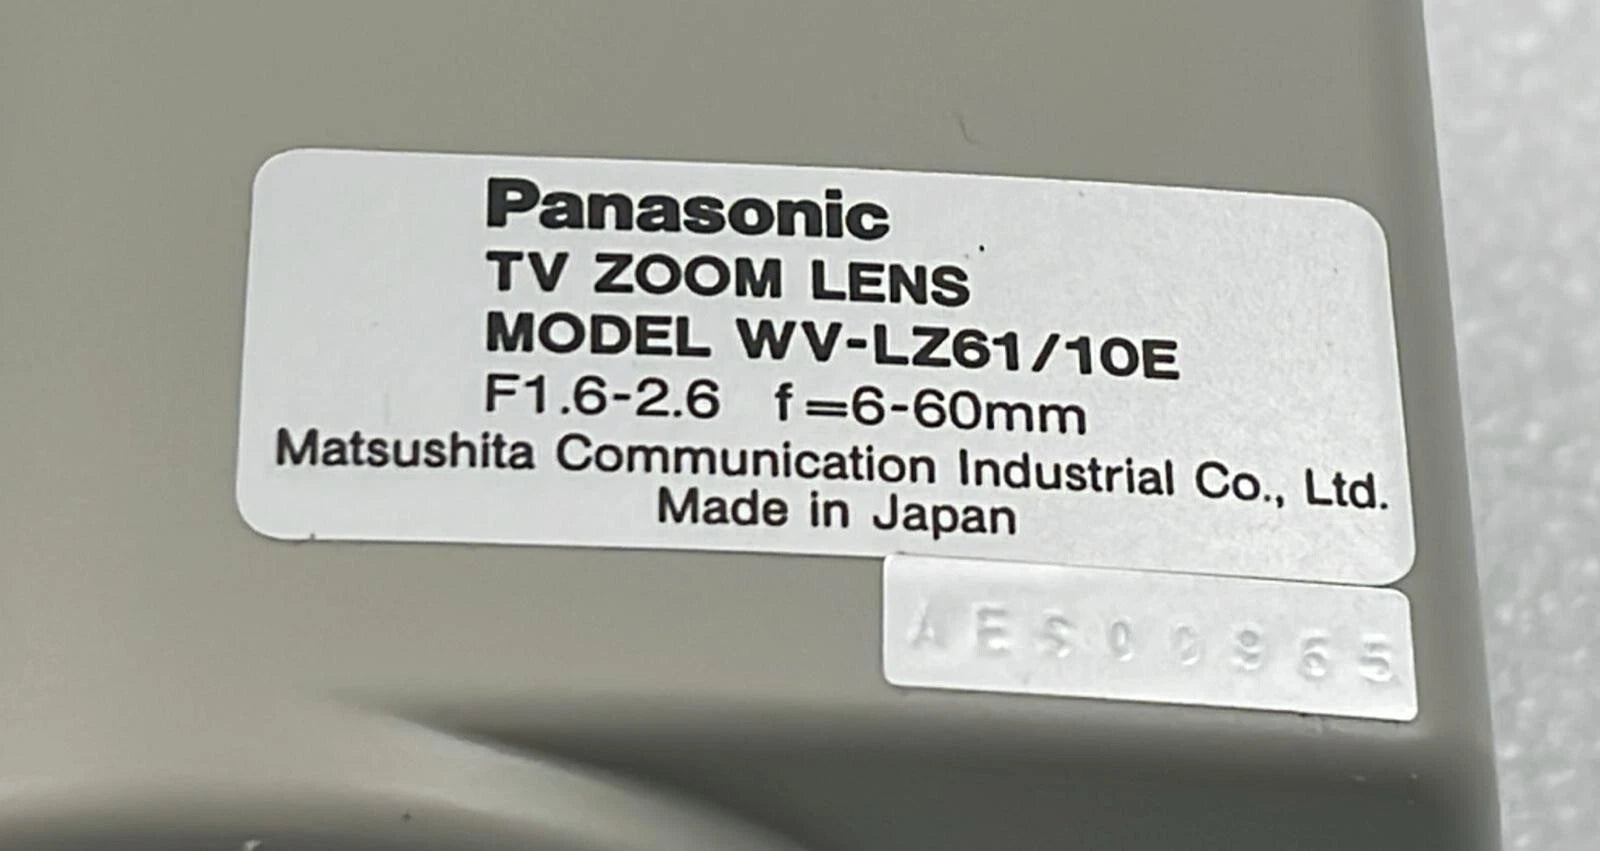 Panasonic
TV ZOOM LENS
MODEL WV-LZ61/10E
F1.6-2.6 f=6-60mm
Matsushita Communication Industrial Co., Ltd.
Made in Japan
AES00965